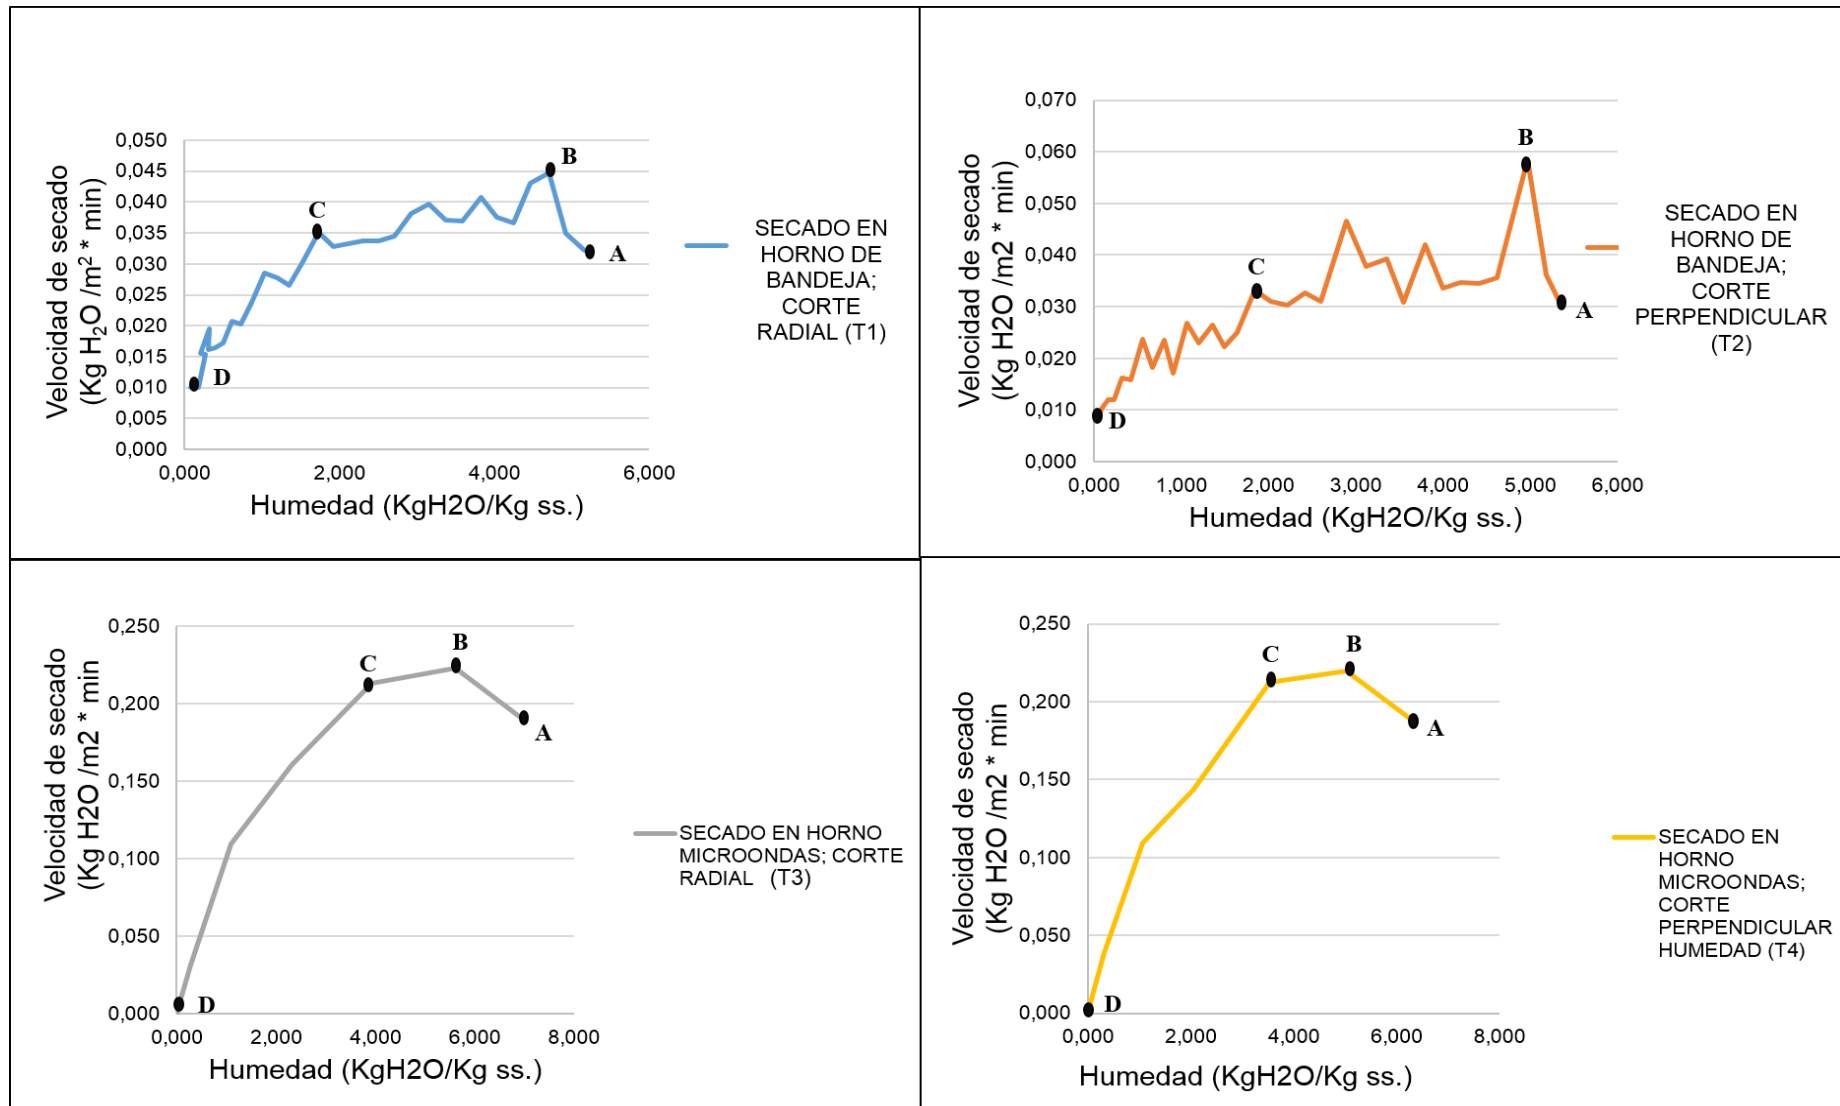 Velocidad de secado
(Kg H₂O /m² * min)
0,050
0,045
0,040
0,035
0,030
0,025
0,020
0,015
0,010
0,005
0,000
B
C
A
D
0,000
2,000
4,000
6,000
Humedad (KgH2O/Kg ss.)
SECADO EN
HORNO DE
BANDEJA;
CORTE
RADIAL (T1)
Velocidad de secado
(Kg H2O /m2 * min)
0,070
0,060
0,050
0,040
0,030
0,020
0,010
0,000
B
C
A
D
0,000
1,000
2,000
3,000
4,000
5,000
6,000
Humedad (KgH2O/Kg ss.)
SECADO EN
HORNO DE
BANDEJA;
CORTE
PERPENDICULAR
(T2)
Velocidad de secado
(Kg H2O /m2 * min
0,250
0,200
0,150
0,100
0,050
0,000
B
C
A
D
0,000
2,000
4,000
6,000
8,000
Humedad (KgH2O/Kg ss.)
SECADO EN HORNO
MICROONDAS; CORTE
RADIAL (T3)
Velocidad de secado
(Kg H2O /m2 * min
0,250
0,200
0,150
0,100
0,050
0,000
B
C
A
D
0,000
2,000
4,000
6,000
8,000
Humedad (KgH2O/Kg ss.)
SECADO EN
HORNO
MICROONDAS;
CORTE
PERPENDICULAR
HUMEDAD (T4)